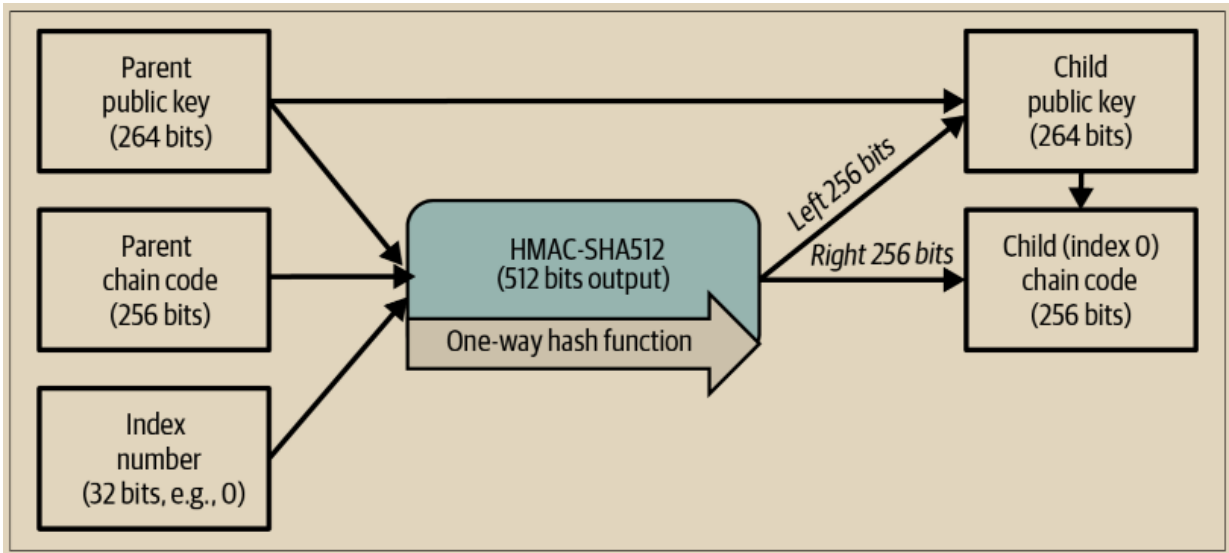 Parent
public key
(264 bits)
Parent
chain code
(256 bits)
Index
number
(32 bits, e.g., 0)
HMAC-SHA512
(512 bits output)
One-way hash function
Left 256 bits
Right 256 bits
Child
public key
(264 bits)
Child (index 0)
chain code
(256 bits)